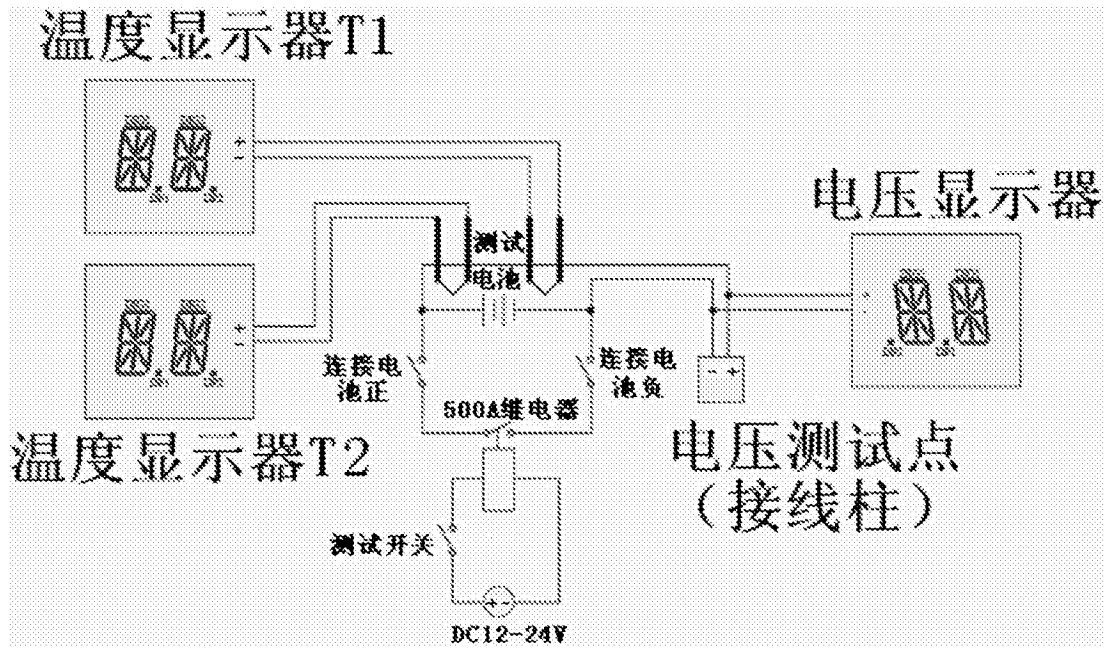 温度显示器T1
+
-
电压显示器
测试
电池
+
-
连接电
池正
连接电
池负
- +
500A继电器
温度显示器T2
电压测试点
(接线柱)
测试开关
+-
DC12-24V